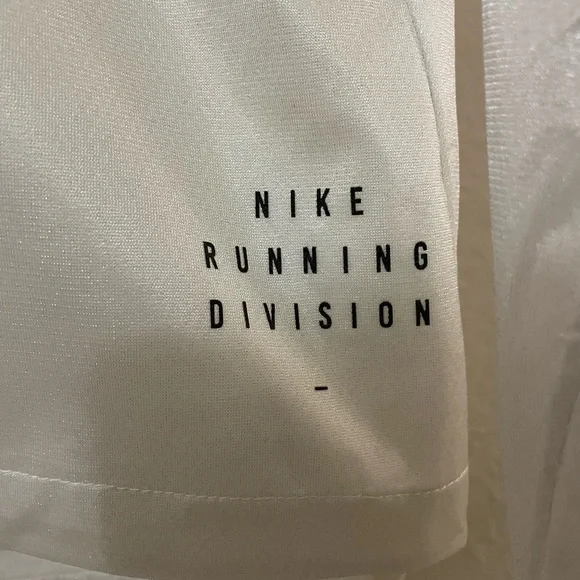 NIKE
RUNNING
DIVISION
–